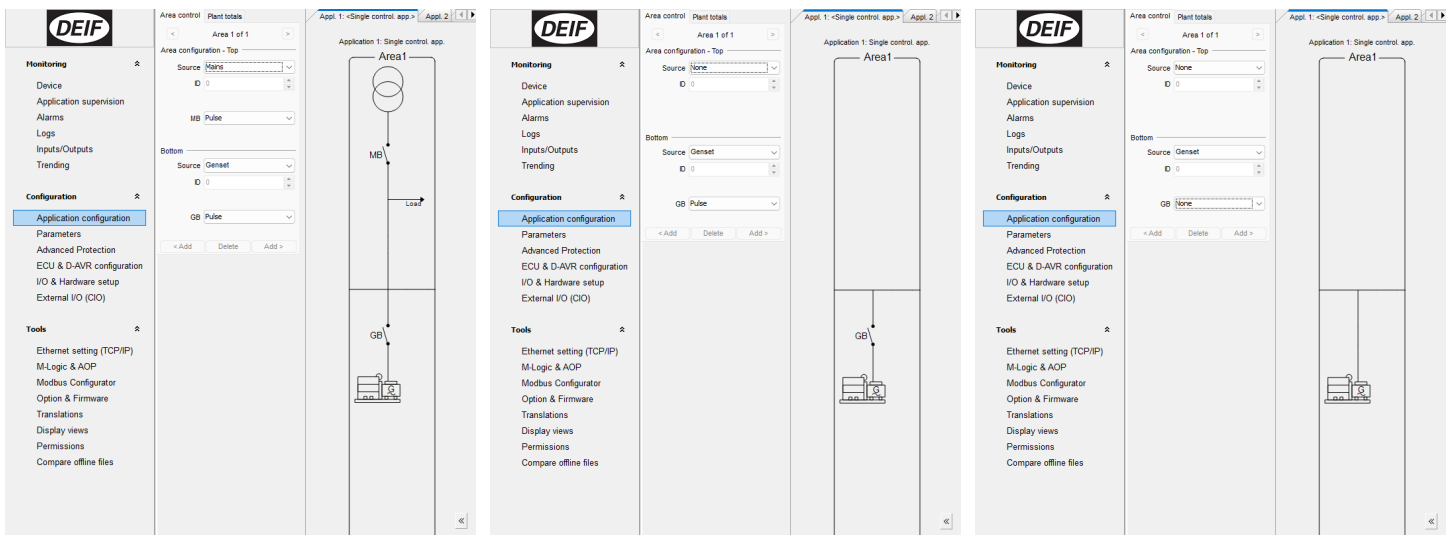 DEIF
Monitoring
Device
Application supervision
Alarms
Logs
Inputs/Outputs
Trending
Configuration
Application configuration
Parameters
Advanced Protection
ECU & D-AVR configuration
I/O & Hardware setup
External I/O (CIO)
Tools
Ethernet setting (TCP/IP)
M-Logic & AOP
Modbus Configurator
Option & Firmware
Translations
Display views
Permissions
Compare offline files
Area control Plant totals
< Area 1 of 1 >
Area configuration - Top
Source Mains
ID 0
MB Pulse
Bottom
Source Genset
ID 0
GB Pulse
< Add Delete Add >
Appl. 1: <Single control. app.> Appl. 2
Application 1: Single control. app.
Area1
MB
Load
GB
G
DEIF
Monitoring
Device
Application supervision
Alarms
Logs
Inputs/Outputs
Trending
Configuration
Application configuration
Parameters
Advanced Protection
ECU & D-AVR configuration
I/O & Hardware setup
External I/O (CIO)
Tools
Ethernet setting (TCP/IP)
M-Logic & AOP
Modbus Configurator
Option & Firmware
Translations
Display views
Permissions
Compare offline files
Area control Plant totals
< Area 1 of 1 >
Area configuration - Top
Source None
ID 0
Bottom
Source Genset
ID 0
GB Pulse
< Add Delete Add >
Appl. 1: <Single control. app.> Appl. 2
Application 1: Single control. app.
Area1
GB
G
DEIF
Monitoring
Device
Application supervision
Alarms
Logs
Inputs/Outputs
Trending
Configuration
Application configuration
Parameters
Advanced Protection
ECU & D-AVR configuration
I/O & Hardware setup
External I/O (CIO)
Tools
Ethernet setting (TCP/IP)
M-Logic & AOP
Modbus Configurator
Option & Firmware
Translations
Display views
Permissions
Compare offline files
Area control Plant totals
< Area 1 of 1 >
Area configuration - Top
Source None
ID 0
Bottom
Source Genset
ID 0
GB None
< Add Delete Add >
Appl. 1: <Single control. app.> Appl. 2
Application 1: Single control. app.
Area1
G